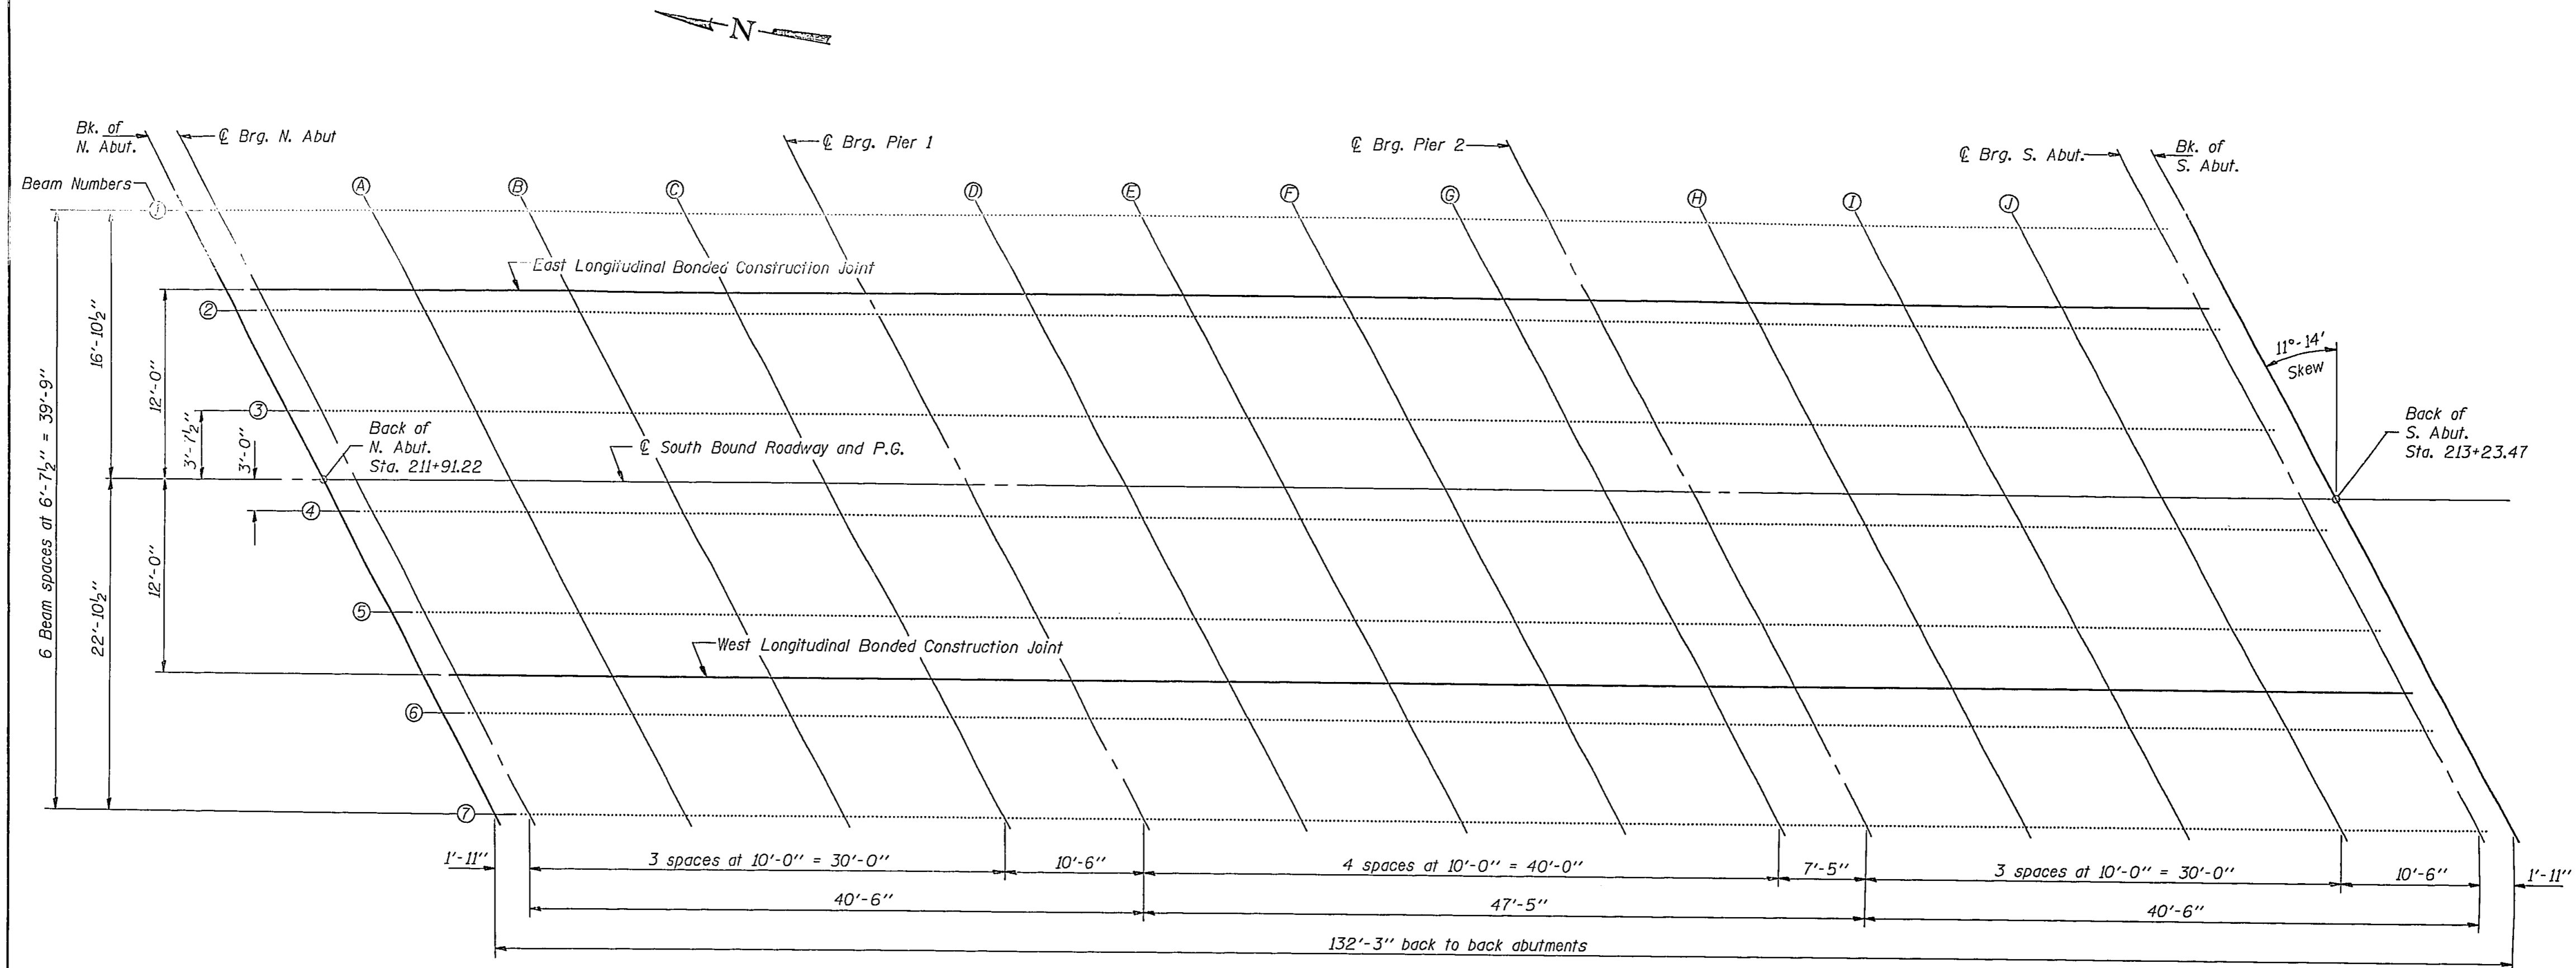 N
Bk. of
N. Abut.
℄ Brg. N. Abut
℄ Brg. Pier 1
℄ Brg. Pier 2
℄ Brg. S. Abut.
Bk. of
S. Abut.
Beam Numbers
1
A
B
C
D
E
F
G
H
I
J
East Longitudinal Bonded Construction Joint
2
16'-10½"
12'-0"
6 Beam spaces at 6'-7½" = 39'-9"
11°-14'
Skew
3
3'-7½"
3'-0"
Back of
N. Abut.
Sta. 211+91.22
℄ South Bound Roadway and P.G.
Back of
S. Abut.
Sta. 213+23.47
4
12'-0"
22'-10½"
5
West Longitudinal Bonded Construction Joint
6
7
1'-11"
3 spaces at 10'-0" = 30'-0"
10'-6"
4 spaces at 10'-0" = 40'-0"
7'-5"
3 spaces at 10'-0" = 30'-0"
10'-6"
1'-11"
40'-6"
47'-5"
40'-6"
132'-3" back to back abutments